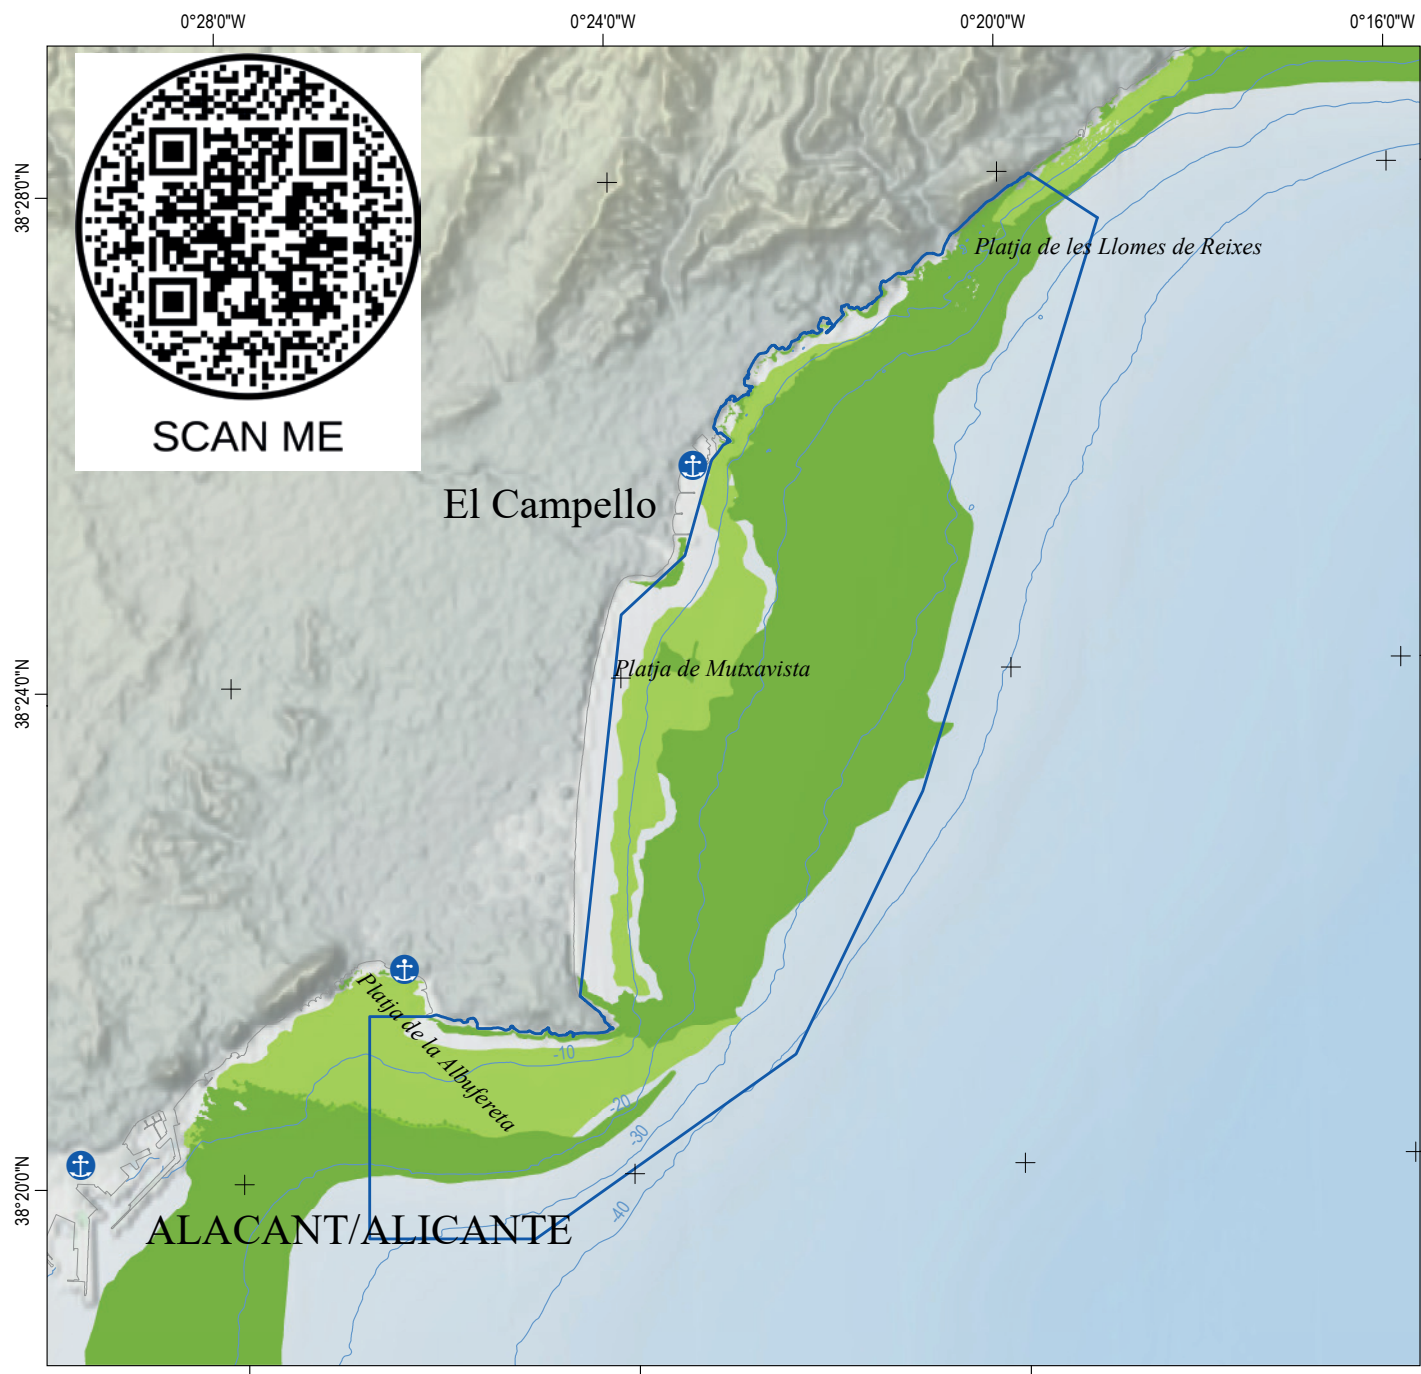 0°28'0"W
0°24'0"W
0°20'0"W
0°16'0"W
38°28'0"N
38°24'0"N
38°20'0"N
SCAN ME
Platja de les Llomes de Reixes
El Campello
Platja de Mutxavista
Platja de la Albufereta
-10
-20
-30
-40
ALACANT/ALICANTE